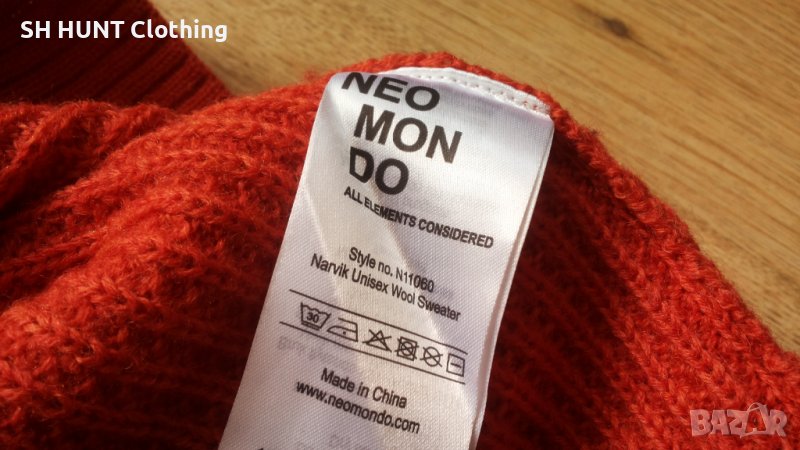 SH HUNT Clothing
NEO
MON
DO
ALL ELEMENTS CONSIDERED
Style no. N11060
Narvik Unisex Wool Sweater
30
Made in China
www.neomondo.com
BAZAR